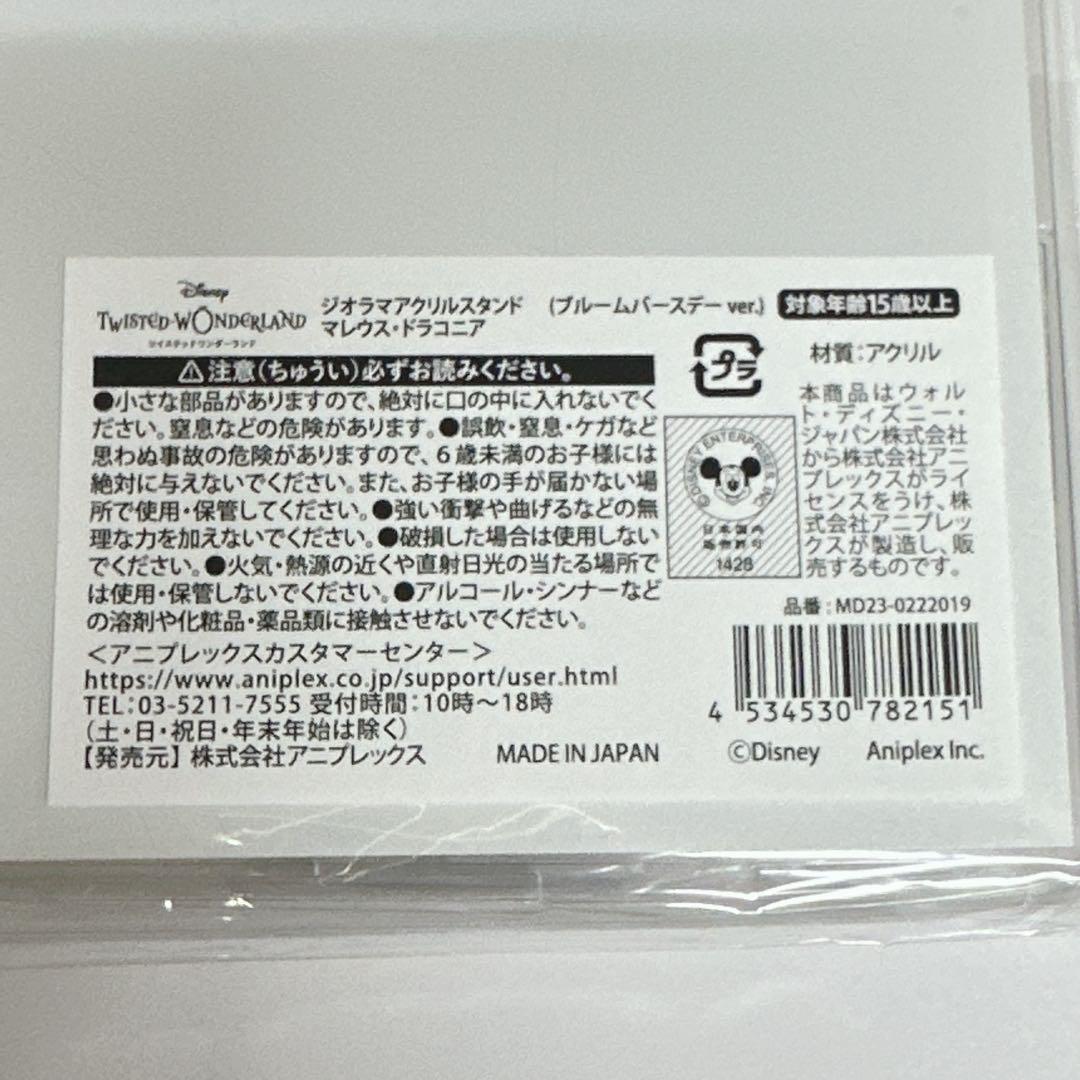 Disney
TWISTED-WONDERLAND
ツイステッドワンダーランド
ジオラマアクリルスタンド (ブルームバースデー ver.)
マレウス・ドラコニア
対象年齢15歳以上
⚠注意(ちゅうい)必ずお読みください。
●小さな部品がありますので、絶対に口の中に入れないでく
ださい。窒息などの危険があります。●誤飲・窒息・ケガなど
思わぬ事故の危険がありますので、6歳未満のお子様には
絶対に与えないでください。また、お子様の手が届かない場
所で使用・保管してください。●強い衝撃や曲げるなどの無
理な力を加えないでください。●破損した場合は使用しない
でください。●火気・熱源の近くや直射日光の当たる場所で
は使用・保管しないでください。●アルコール・シンナーなど
の溶剤や化粧品・薬品類に接触させないでください。
<アニプレックスカスタマーセンター>
https://www.aniplex.co.jp/support/user.html
TEL:03-5211-7555 受付時間:10時~18時
(土・日・祝日・年末年始は除く)
【発売元】株式会社アニプレックス
MADE IN JAPAN
プラ
材質:アクリル
©DISNEY ENTERPRISES, INC.
日本国内
販売許可
1428
本商品はウォル
ト・ディズニー・
ジャパン株式会社
から株式会社アニ
プレックスがライ
センスをうけ、株
式会社アニプレッ
クスが製造し、販
売するものです。
品番:MD23-0222019
4 534530 782151
©Disney Aniplex Inc.